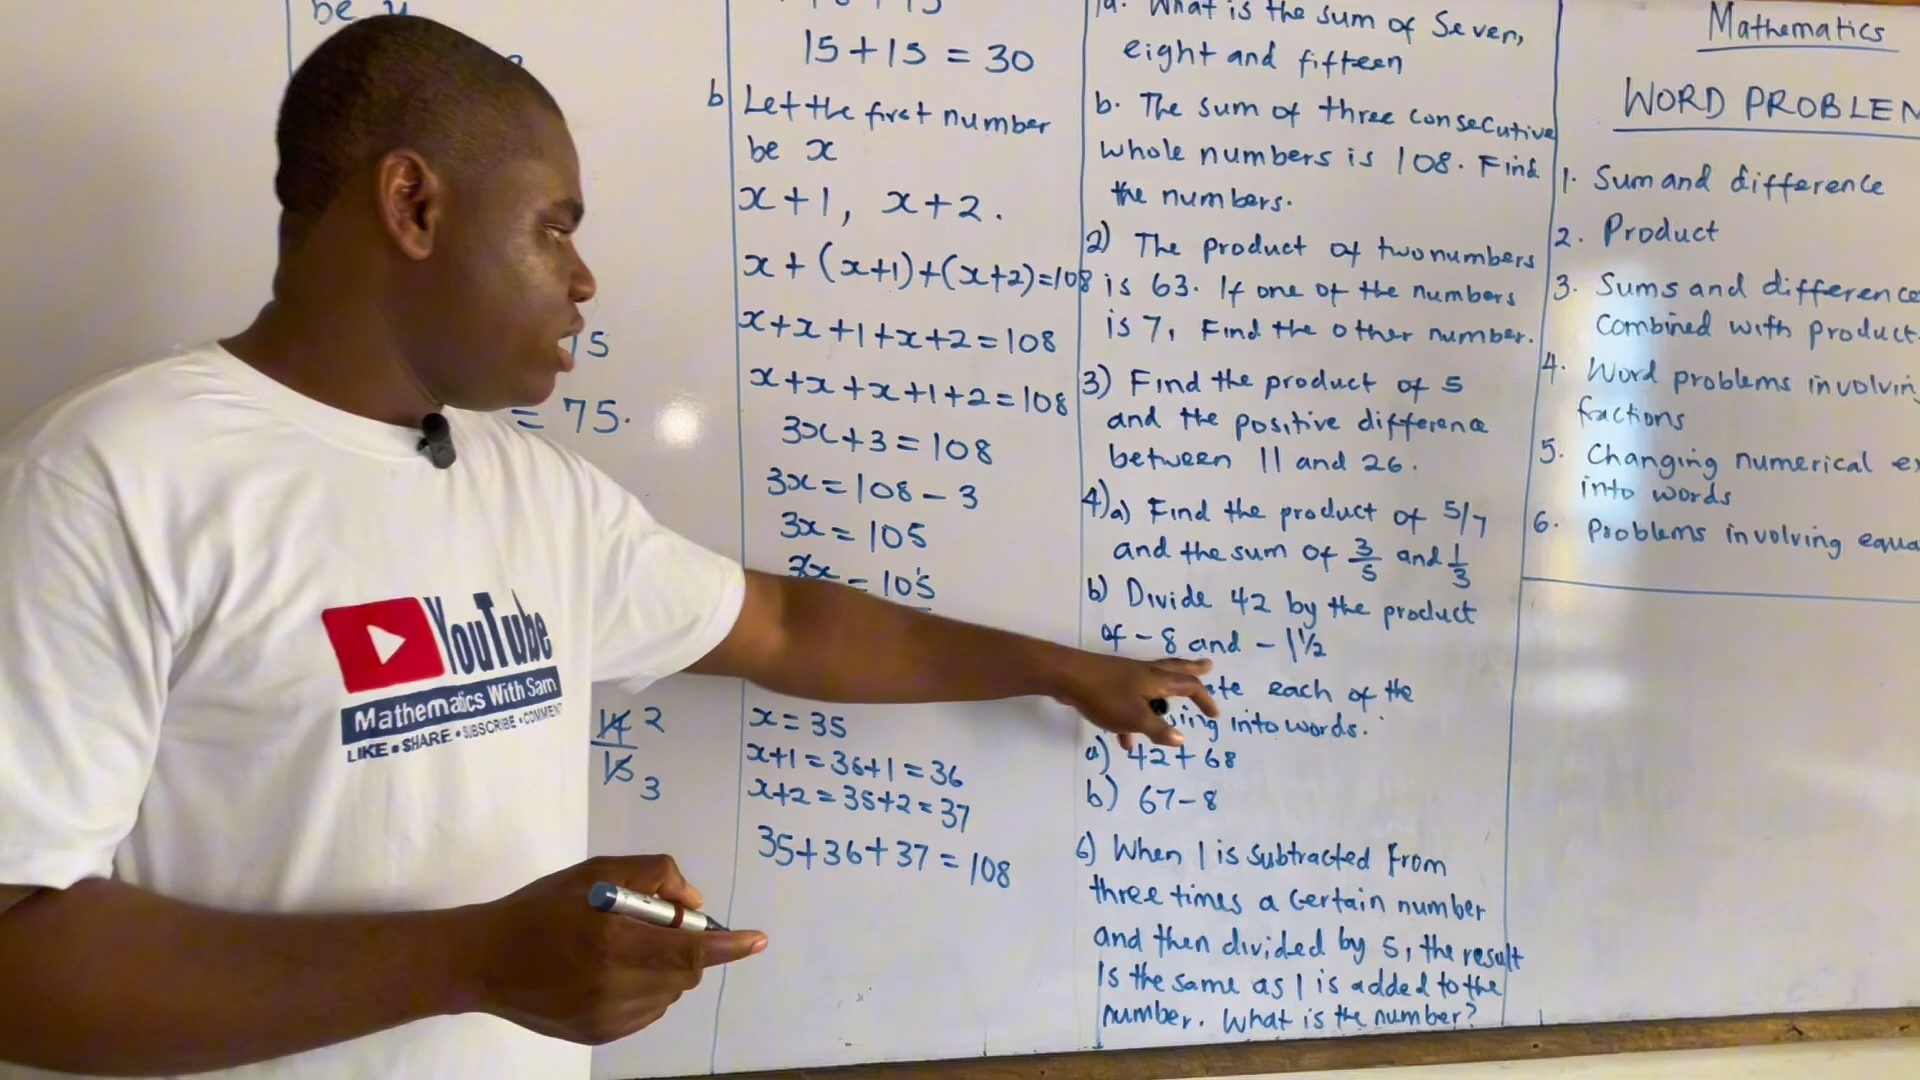 be
15+15 = 30
b Let the first number
be x
x+1, x+2.
x+(x+1)+(x+2)=108
x+x+1+x+2=108
x+x+x+1+2=108
3x+3=108
3x=108-3
3x=105
3x=105
x=35
x+1=35+1=36
x+2=35+2=37
35+36+37=108
15
= 75.
14 2
15 3
1a. What is the sum of Seven,
eight and fifteen
b. The sum of three consecutive
whole numbers is 108. Find
the numbers.
2) The product of two numbers
is 63. If one of the numbers
is 7, Find the other number.
3) Find the product of 5
and the positive difference
between 11 and 26.
4)a) Find the product of 5/7
and the sum of 3/5 and 1/3
b) Divide 42 by the product
of -8 and -1 1/2
each of the
into words.
a) 42+68
b) 67-8
6) When 1 is subtracted from
three times a certain number
and then divided by 5, the result
is the same as 1 is added to the
number. What is the number?
Mathematics
WORD PROBLEM
1. Sum and difference
2. Product
3. Sums and difference
combined with product
4. Word problems involving
fractions
5. Changing numerical ex
into words
6. Problems involving equa
YouTube
Mathematics With Sam
LIKE • SHARE • SUBSCRIBE • COMMENT